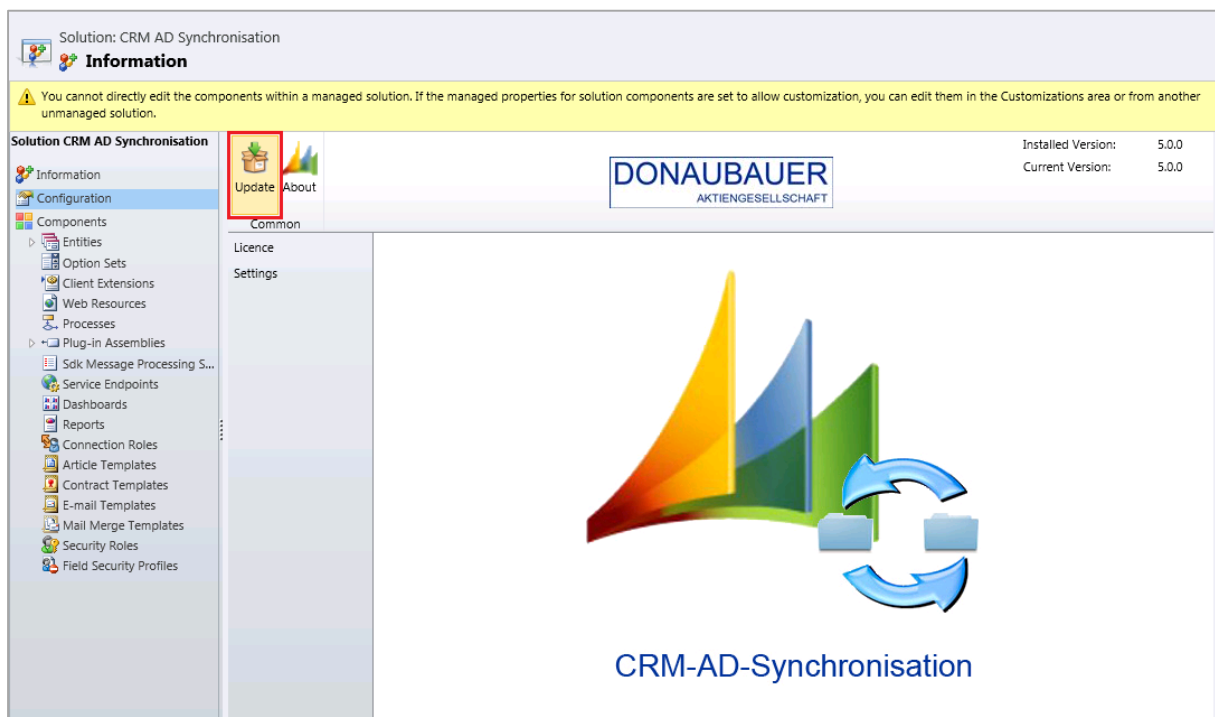 Solution: CRM AD Synchronisation
Information
You cannot directly edit the components within a managed solution. If the managed properties for solution components are set to allow customization, you can edit them in the Customizations area or from another
unmanaged solution.
Solution CRM AD Synchronisation
Information
Configuration
Components
Entities
Option Sets
Client Extensions
Web Resources
Processes
Plug-in Assemblies
Sdk Message Processing S...
Service Endpoints
Dashboards
Reports
Connection Roles
Article Templates
Contract Templates
E-mail Templates
Mail Merge Templates
Security Roles
Field Security Profiles
Update About
Common
Licence
Settings
DONAUBAUER
AKTIENGESELLSCHAFT
Installed Version: 5.0.0
Current Version: 5.0.0
CRM-AD-Synchronisation